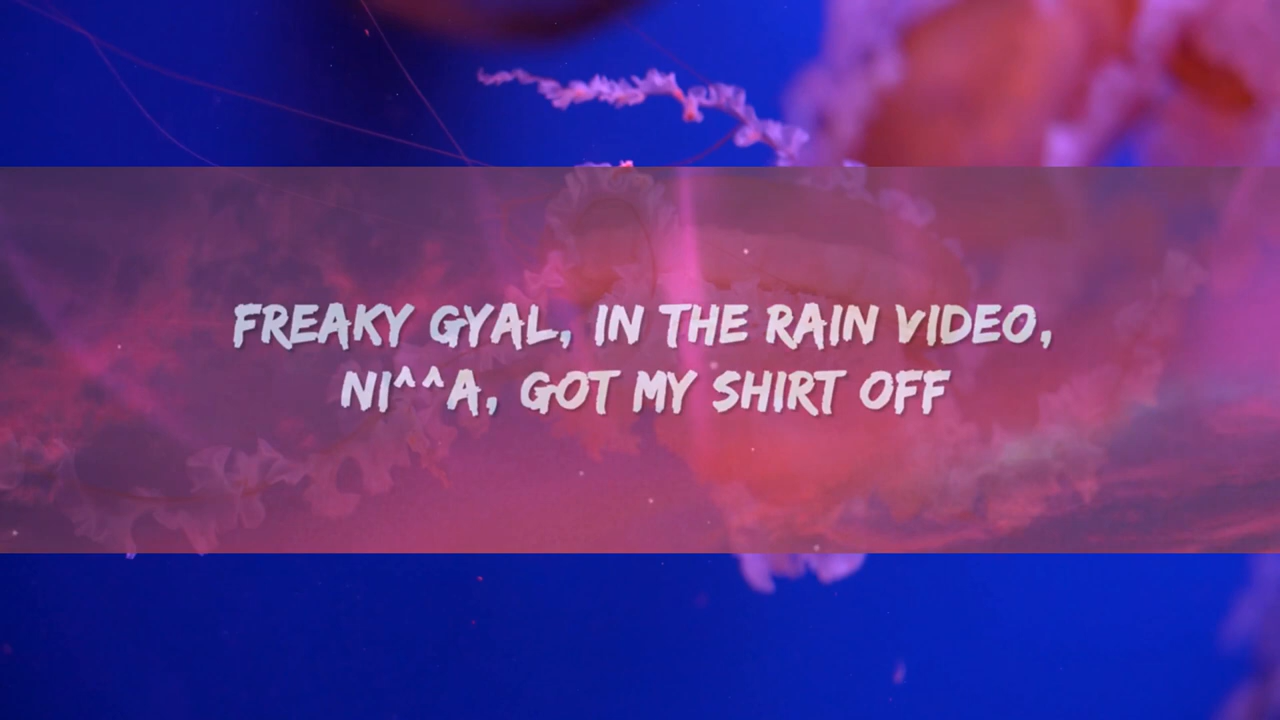 FREAKY GYAL, IN THE RAIN VIDEO,
NI^^A, GOT MY SHIRT OFF